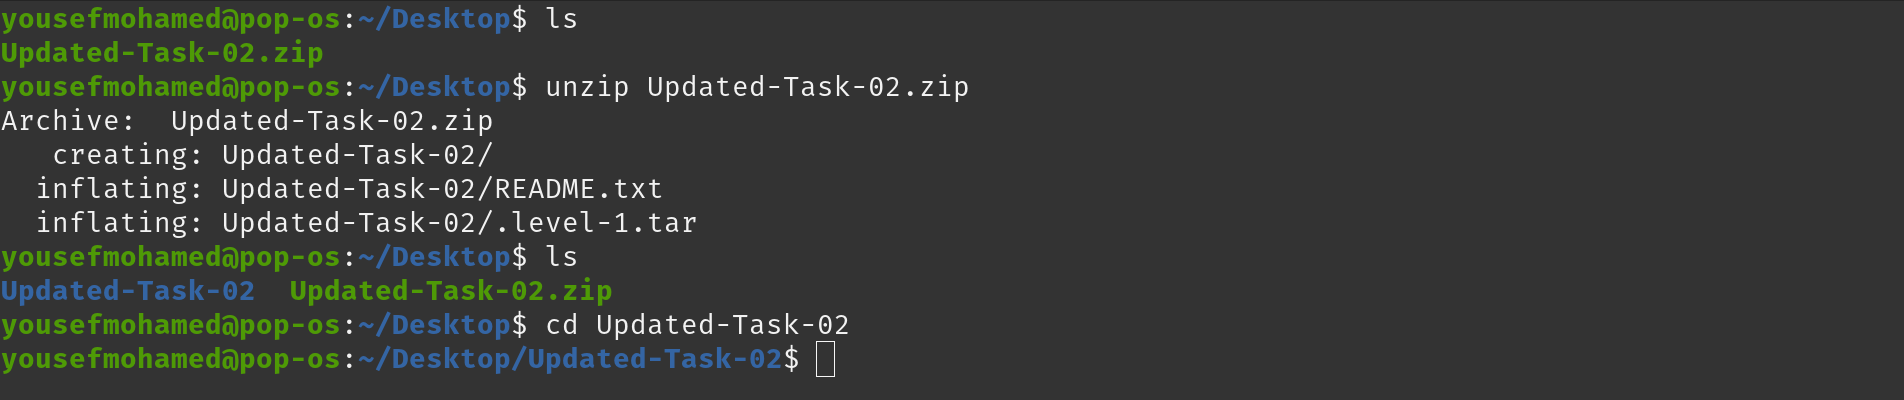 yousefmohamed@pop-os:~/Desktop$ ls
Updated-Task-02.zip
yousefmohamed@pop-os:~/Desktop$ unzip Updated-Task-02.zip
Archive:  Updated-Task-02.zip
   creating: Updated-Task-02/
  inflating: Updated-Task-02/README.txt
  inflating: Updated-Task-02/.level-1.tar
yousefmohamed@pop-os:~/Desktop$ ls
Updated-Task-02  Updated-Task-02.zip
yousefmohamed@pop-os:~/Desktop$ cd Updated-Task-02
yousefmohamed@pop-os:~/Desktop/Updated-Task-02$